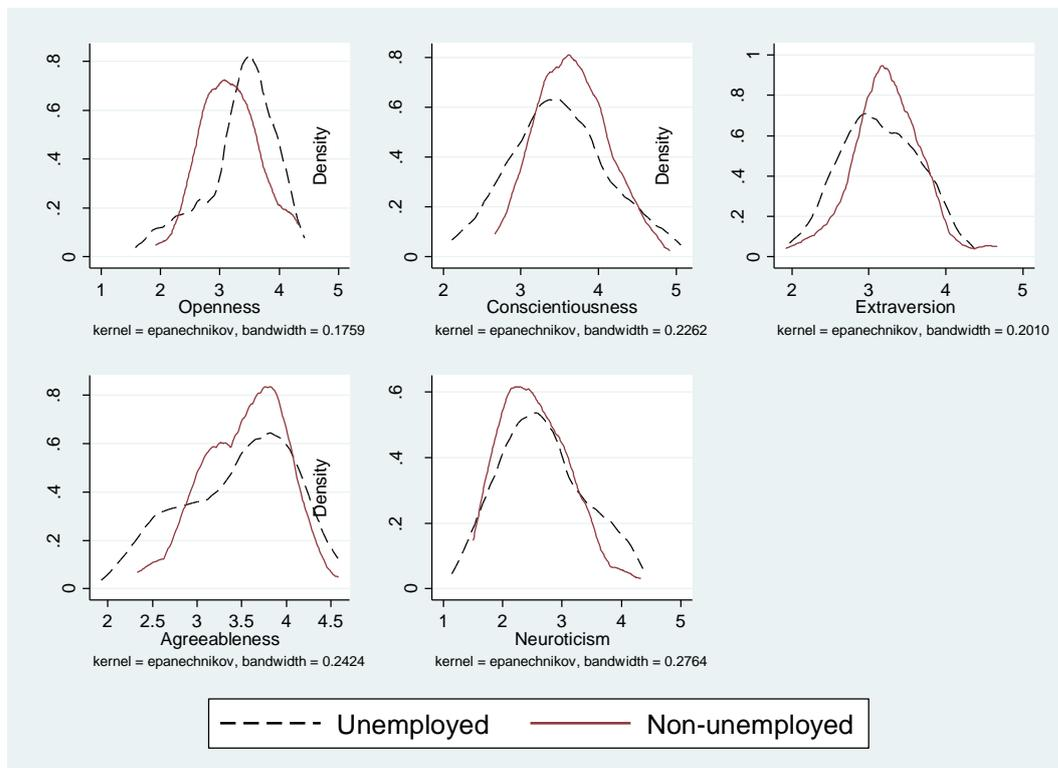 0 .2 .4 .6 .8
1 2 3 4 5
Openness
kernel = epanechnikov, bandwidth = 0.1759
Density
0 .2 .4 .6 .8
2 3 4 5
Conscientiousness
kernel = epanechnikov, bandwidth = 0.2262
Density
0 .2 .4 .6 .8 1
2 3 4 5
Extraversion
kernel = epanechnikov, bandwidth = 0.2010
0 .2 .4 .6 .8
2 2.5 3 3.5 4 4.5
Agreeableness
kernel = epanechnikov, bandwidth = 0.2424
Density
0 .2 .4 .6
1 2 3 4 5
Neuroticism
kernel = epanechnikov, bandwidth = 0.2764
Unemployed Non-unemployed